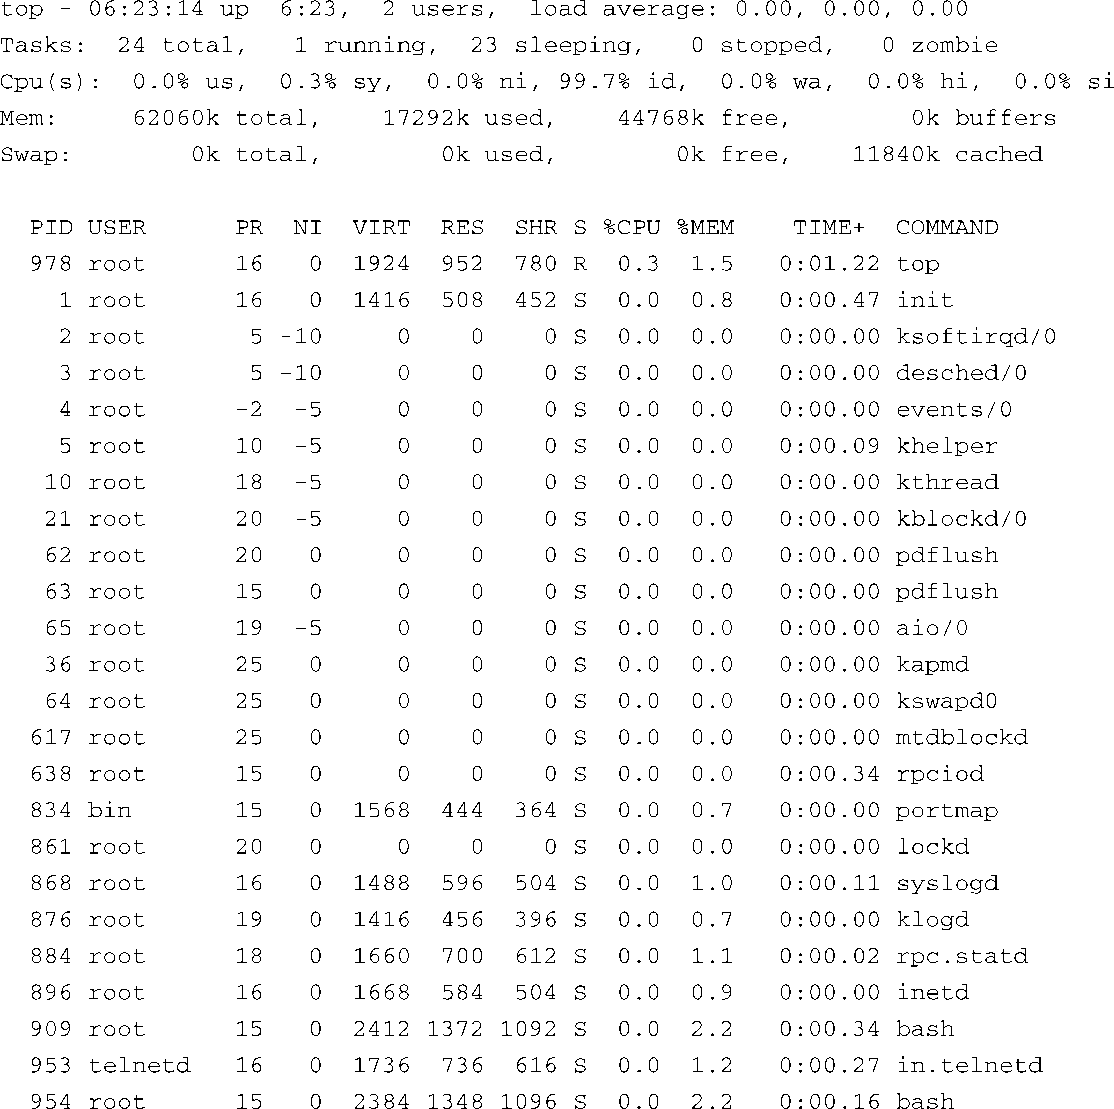 top - 06:23:14 up  6:23,  2 users,  load average: 0.00, 0.00, 0.00
Tasks:  24 total,   1 running,  23 sleeping,   0 stopped,   0 zombie
Cpu(s):  0.0% us,  0.3% sy,  0.0% ni, 99.7% id,  0.0% wa,  0.0% hi,  0.0% si
Mem:     62060k total,    17292k used,    44768k free,        0k buffers
Swap:        0k total,        0k used,        0k free,    11840k cached

  PID USER      PR  NI  VIRT  RES  SHR S %CPU %MEM    TIME+  COMMAND
  978 root      16   0  1924  952  780 R  0.3  1.5   0:01.22 top
    1 root      16   0  1416  508  452 S  0.0  0.8   0:00.47 init
    2 root       5 -10     0    0    0 S  0.0  0.0   0:00.00 ksoftirqd/0
    3 root       5 -10     0    0    0 S  0.0  0.0   0:00.00 desched/0
    4 root      -2  -5     0    0    0 S  0.0  0.0   0:00.00 events/0
    5 root      10  -5     0    0    0 S  0.0  0.0   0:00.09 khelper
   10 root      18  -5     0    0    0 S  0.0  0.0   0:00.00 kthread
   21 root      20  -5     0    0    0 S  0.0  0.0   0:00.00 kblockd/0
   62 root      20   0     0    0    0 S  0.0  0.0   0:00.00 pdflush
   63 root      15   0     0    0    0 S  0.0  0.0   0:00.00 pdflush
   65 root      19  -5     0    0    0 S  0.0  0.0   0:00.00 aio/0
   36 root      25   0     0    0    0 S  0.0  0.0   0:00.00 kapmd
   64 root      25   0     0    0    0 S  0.0  0.0   0:00.00 kswapd0
  617 root      25   0     0    0    0 S  0.0  0.0   0:00.00 mtdblockd
  638 root      15   0     0    0    0 S  0.0  0.0   0:00.34 rpciod
  834 bin       15   0  1568  444  364 S  0.0  0.7   0:00.00 portmap
  861 root      20   0     0    0    0 S  0.0  0.0   0:00.00 lockd
  868 root      16   0  1488  596  504 S  0.0  1.0   0:00.11 syslogd
  876 root      19   0  1416  456  396 S  0.0  0.7   0:00.00 klogd
  884 root      18   0  1660  700  612 S  0.0  1.1   0:00.02 rpc.statd
  896 root      16   0  1668  584  504 S  0.0  0.9   0:00.00 inetd
  909 root      15   0  2412 1372 1092 S  0.0  2.2   0:00.34 bash
  953 telnetd   16   0  1736  736  616 S  0.0  1.2   0:00.27 in.telnetd
  954 root      15   0  2384 1348 1096 S  0.0  2.2   0:00.16 bash